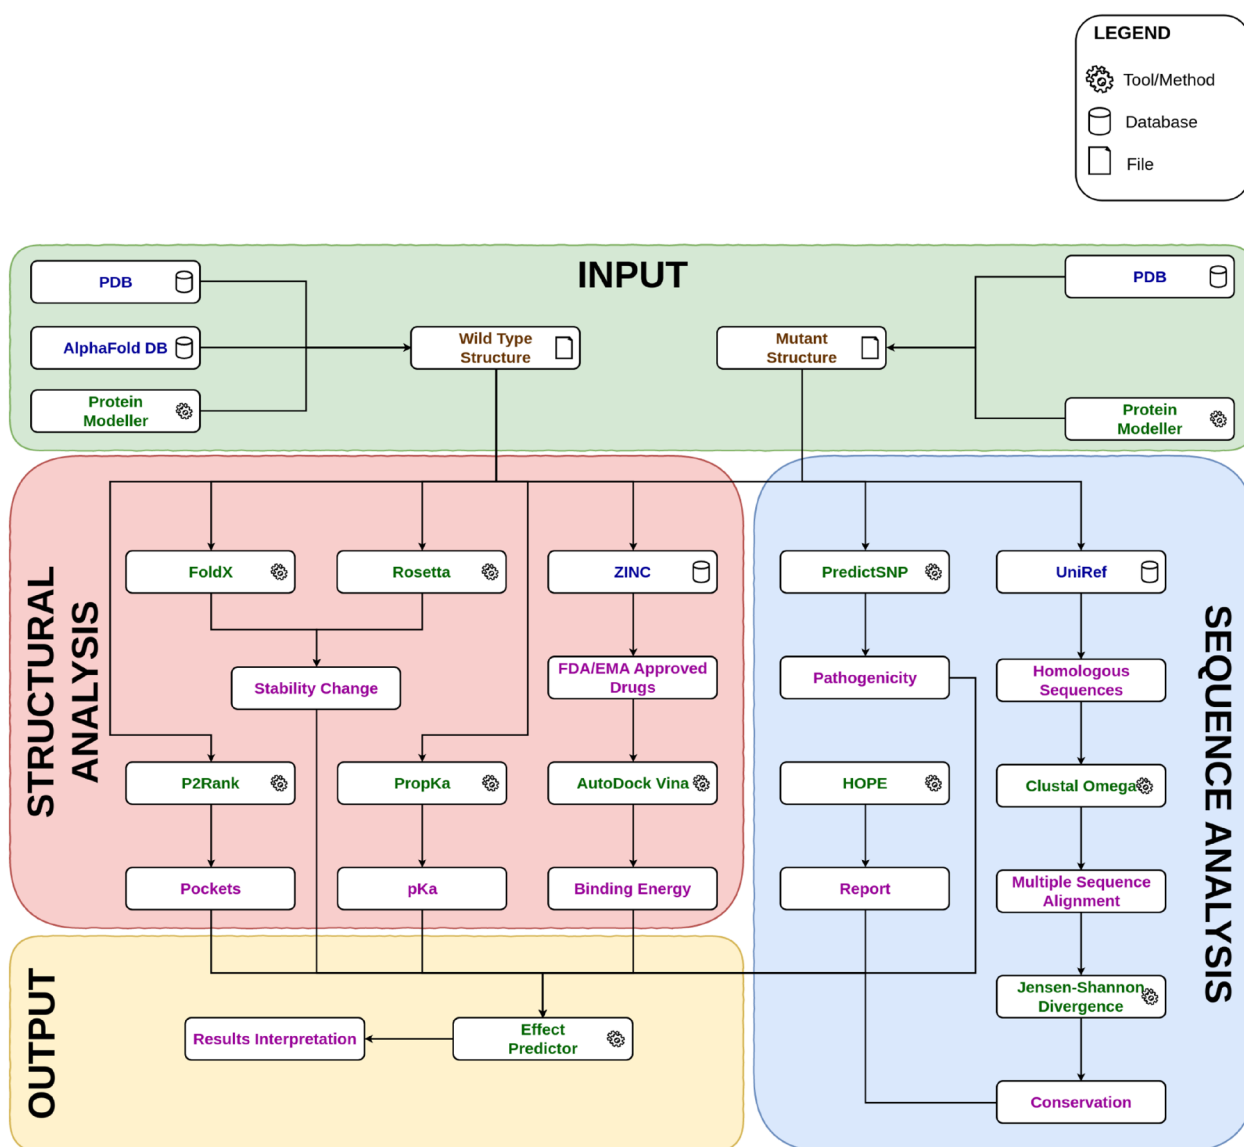 LEGEND
Tool/Method
Database
File
INPUT
PDB
AlphaFold DB
Protein
Modeller
Wild Type
Structure
Mutant
Structure
PDB
Protein
Modeller
STRUCTURAL
ANALYSIS
FoldX
Rosetta
ZINC
Stability Change
FDA/EMA Approved
Drugs
P2Rank
PropKa
AutoDock Vina
Pockets
pKa
Binding Energy
SEQUENCE ANALYSIS
PredictSNP
UniRef
Pathogenicity
Homologous
Sequences
HOPE
Clustal Omega
Report
Multiple Sequence
Alignment
Jensen-Shannon
Divergence
Conservation
OUTPUT
Results Interpretation
Effect
Predictor